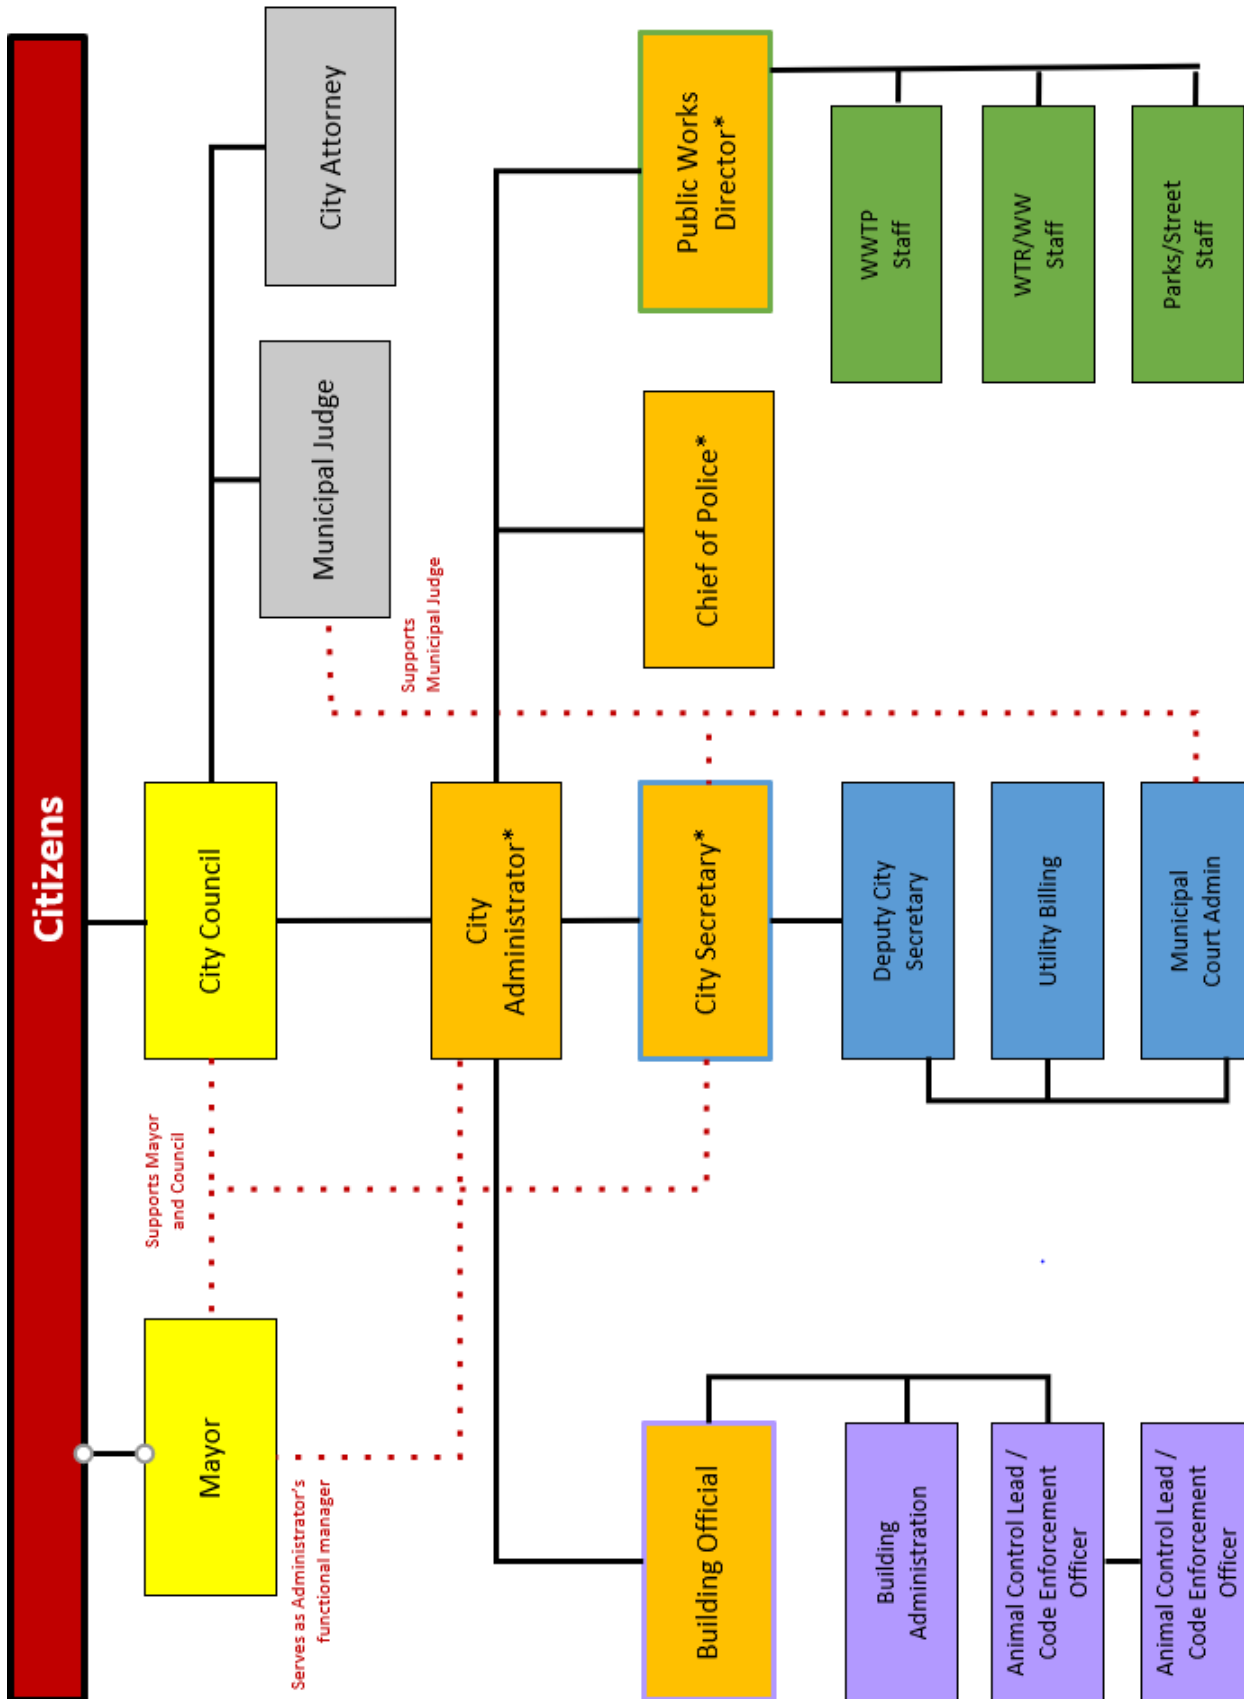 Citizens
Mayor
Supports Mayor
and Council
City Council
Municipal Judge
City Attorney
Serves as Administrator's
functional manager
Supports
Municipal Judge
City
Administrator*
Building Official
City Secretary*
Chief of Police*
Public Works
Director*
Building
Administration
Deputy City
Secretary
WWTP
Staff
Animal Control Lead /
Code Enforcement
Officer
Utility Billing
WTR/WW
Staff
Animal Control Lead /
Code Enforcement
Officer
Municipal
Court Admin
Parks/Street
Staff